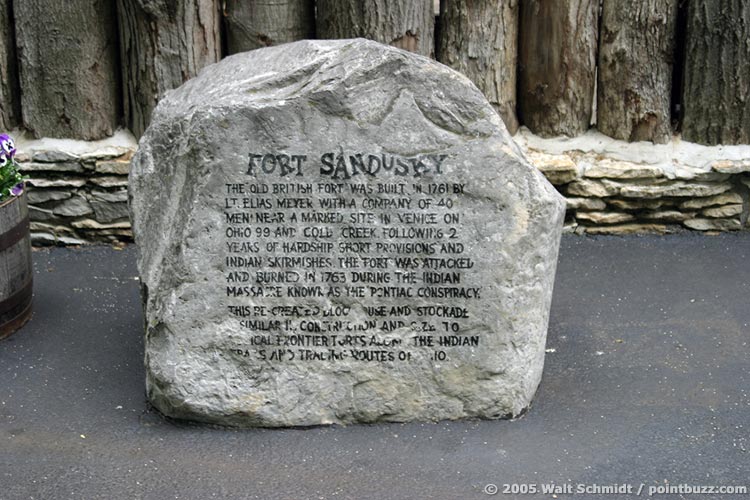 FORT SANDUSKY
THE OLD BRITISH FORT WAS BUILT IN 1761 BY
LT. ELIAS MEYER WITH A COMPANY OF 40
MEN NEAR A MARKED SITE IN VENICE ON
OHIO 99 AND COLD CREEK. FOLLOWING 2
YEARS OF HARDSHIP, SHORT PROVISIONS AND
INDIAN SKIRMISHES THE FORT WAS ATTACKED
AND BURNED IN 1763 DURING THE INDIAN
MASSACRE KNOWN AS THE PONTIAC CONSPIRACY.
THIS RE-CREATED AND STOCKADE
SIMILAR IN CONSTRUCTION AND SIZE TO
FRONTIER FORTS ALONG THE INDIAN
AND TRADING ROUTES OF
© 2005 Walt Schmidt / pointbuzz.com